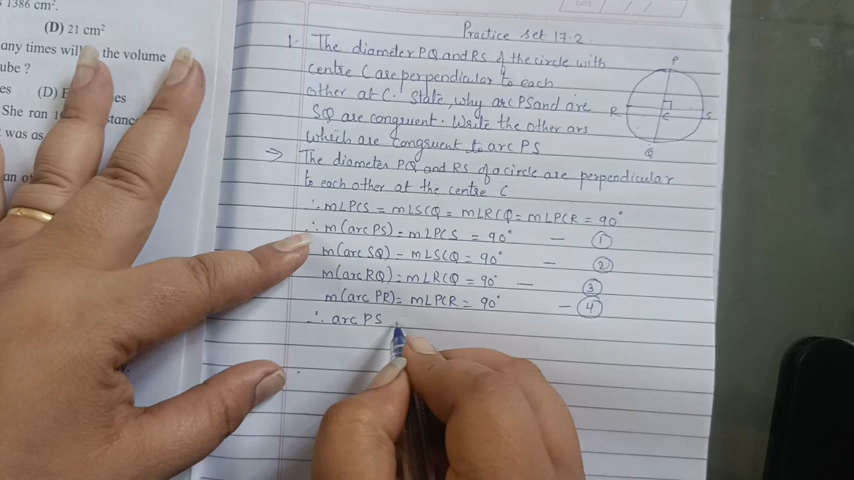 1386 cm².
(D) 21 cm²
any times will the volume
ube ?
es (D) F
She ran
was as
an
Practice set 17.2
1. The diameter PQ and RS of the circle with
centre C are perpendicular to each
other at C. State, why arc PS and arc
SQ are congruent. Write the other ars
which are congruent to arc PS
P
R
C
S
Q
⇒ The diameter PQ and RS of a circle are perpendicular
to each other at the centre C
∴ m∠PCS = m∠SCQ = m∠RCQ = m∠PCR = 90°
∴ m(arc PS) = m∠PCS = 90° — ①
m(arc SQ) = m∠SCQ = 90° — ②
m(arc RQ) = m∠RCQ = 90° — ③
m(arc PR) = m∠PCR = 90° — ④
∴ arc PS